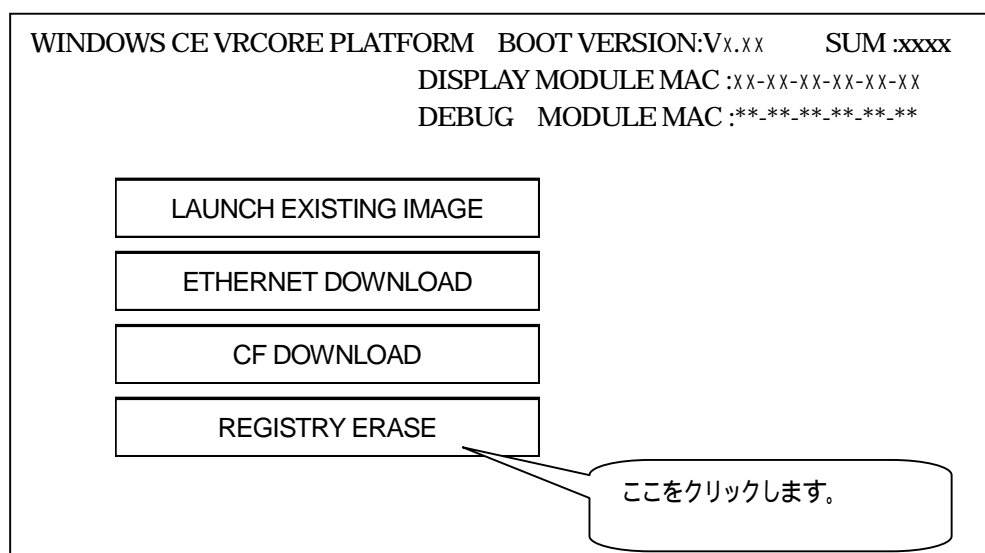 WINDOWS CE VRCORE PLATFORM BOOT VERSION:Vx.xx SUM :xxxx
DISPLAY MODULE MAC :xx-xx-xx-xx-xx-xx
DEBUG MODULE MAC :**-**-**-**-**-**
LAUNCH EXISTING IMAGE
ETHERNET DOWNLOAD
CF DOWNLOAD
REGISTRY ERASE
ここをクリックします。